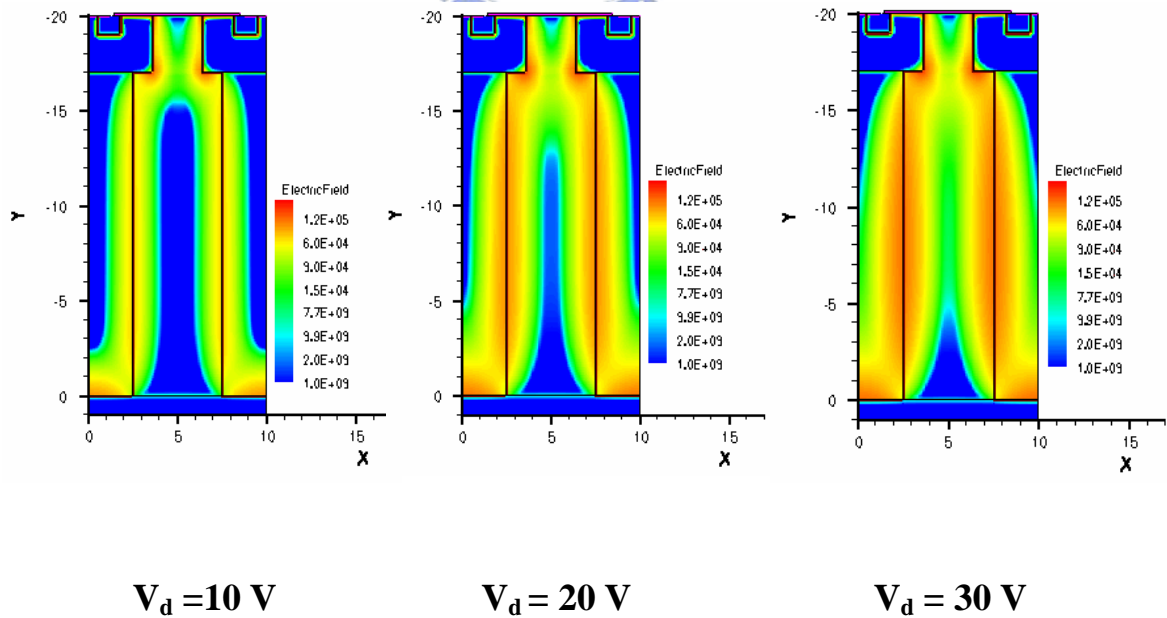 -20
-15
-10
-5
0
Y
0 5 10 15
X
ElectricField
1.2E+05
6.0E+04
9.0E+04
1.5E+04
7.7E+09
9.9E+09
2.0E+09
1.0E+09
-20
-15
-10
-5
0
Y
0 5 10 15
X
ElectricField
1.2E+05
6.0E+04
9.0E+04
1.5E+04
7.7E+09
9.9E+09
2.0E+09
1.0E+09
-20
-15
-10
-5
0
Y
0 5 10 15
X
ElectricField
1.2E+05
6.0E+04
9.0E+04
1.5E+04
7.7E+09
9.9E+09
2.0E+09
1.0E+09
V_d =10 V
V_d = 20 V
V_d = 30 V